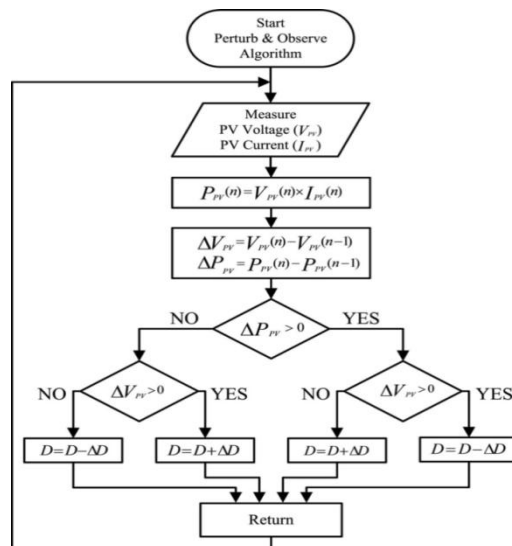 Start
Perturb & Observe
Algorithm
Measure
PV Voltage (V_PV)
PV Current (I_PV)
P_PV(n)=V_PV(n)×I_PV(n)
ΔV_PV=V_PV(n)−V_PV(n−1)
ΔP_PV=P_PV(n)−P_PV(n−1)
NO
ΔP_PV>0
YES
NO
ΔV_PV>0
YES
NO
ΔV_PV>0
YES
D=D−ΔD
D=D+ΔD
D=D+ΔD
D=D−ΔD
Return